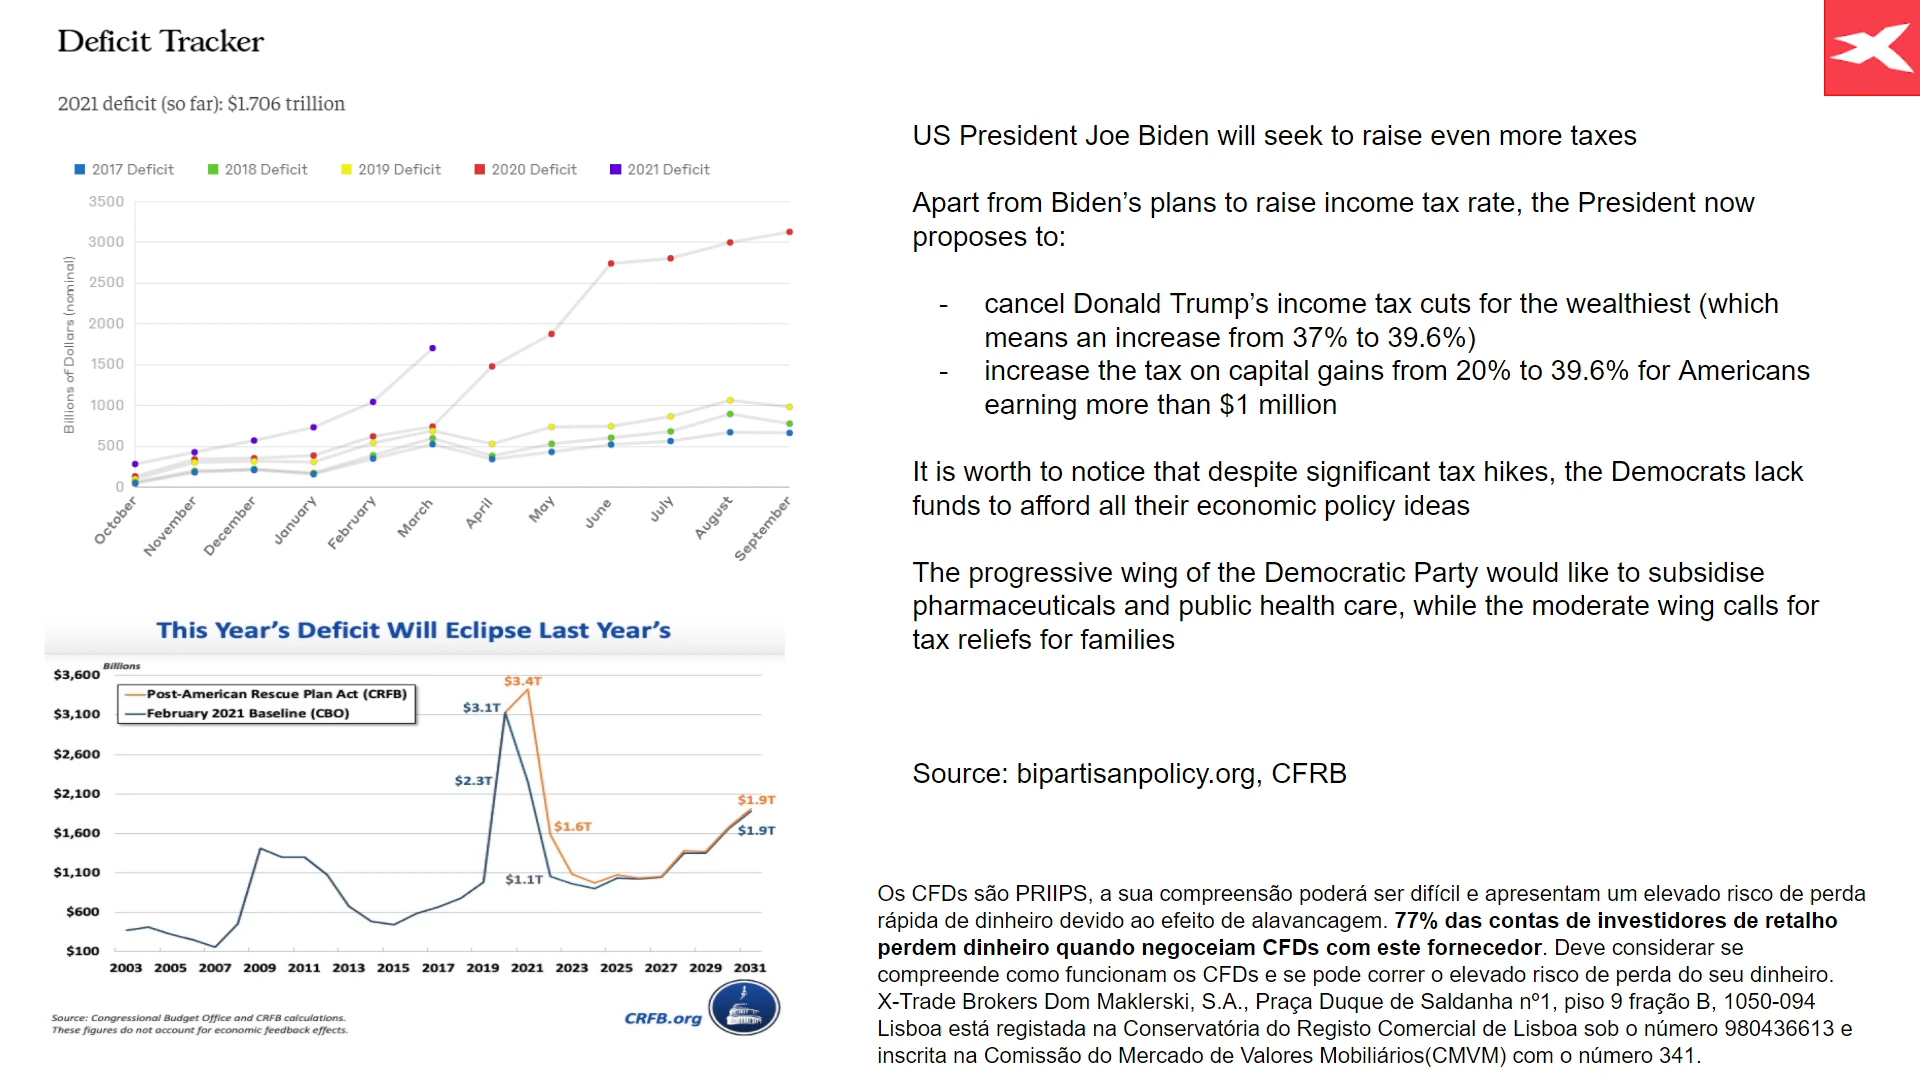 Deficit Tracker
2021 deficit (so far): $1.706 trillion
2017 Deficit 2018 Deficit 2019 Deficit 2020 Deficit 2021 Deficit
Billions of Dollars (nominal)
3500
3000
2500
2000
1500
1000
500
0
October November December January February March April May June July August September
This Year's Deficit Will Eclipse Last Year's
Billions
$3,600
$3,100
$2,600
$2,100
$1,600
$1,100
$600
$100
Post-American Rescue Plan Act (CRFB)
February 2021 Baseline (CBO)
$3.4T
$3.1T
$2.3T
$1.9T
$1.6T
$1.9T
$1.1T
2003 2005 2007 2009 2011 2013 2015 2017 2019 2021 2023 2025 2027 2029 2031
Source: Congressional Budget Office and CRFB calculations.
These figures do not account for economic feedback effects.
CRFB.org
US President Joe Biden will seek to raise even more taxes
Apart from Biden’s plans to raise income tax rate, the President now
proposes to:
- cancel Donald Trump’s income tax cuts for the wealthiest (which
means an increase from 37% to 39.6%)
- increase the tax on capital gains from 20% to 39.6% for Americans
earning more than $1 million
It is worth to notice that despite significant tax hikes, the Democrats lack
funds to afford all their economic policy ideas
The progressive wing of the Democratic Party would like to subsidise
pharmaceuticals and public health care, while the moderate wing calls for
tax reliefs for families
Source: bipartisanpolicy.org, CFRB
Os CFDs são PRIIPS, a sua compreensão poderá ser difícil e apresentam um elevado risco de perda
rápida de dinheiro devido ao efeito de alavancagem. 77% das contas de investidores de retalho
perdem dinheiro quando negoceiam CFDs com este fornecedor. Deve considerar se
compreende como funcionam os CFDs e se pode correr o elevado risco de perda do seu dinheiro.
X-Trade Brokers Dom Maklerski, S.A., Praça Duque de Saldanha nº1, piso 9 fração B, 1050-094
Lisboa está registada na Conservatória do Registo Comercial de Lisboa sob o número 980436613 e
inscrita na Comissão do Mercado de Valores Mobiliários(CMVM) com o número 341.